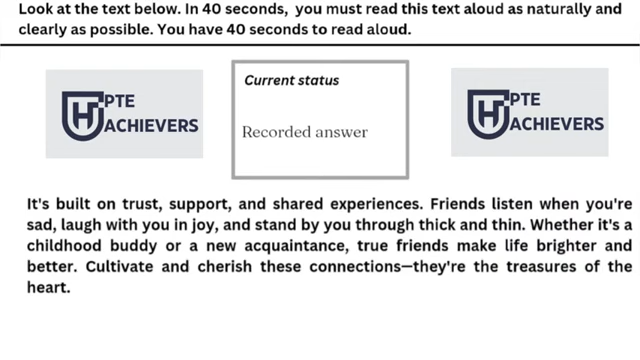 Look at the text below. In 40 seconds, you must read this text aloud as naturally and
clearly as possible. You have 40 seconds to read aloud.
PTE
ACHIEVERS
Current status
Recorded answer
PTE
ACHIEVERS
It's built on trust, support, and shared experiences. Friends listen when you're
sad, laugh with you in joy, and stand by you through thick and thin. Whether it's a
childhood buddy or a new acquaintance, true friends make life brighter and
better. Cultivate and cherish these connections—they're the treasures of the
heart.